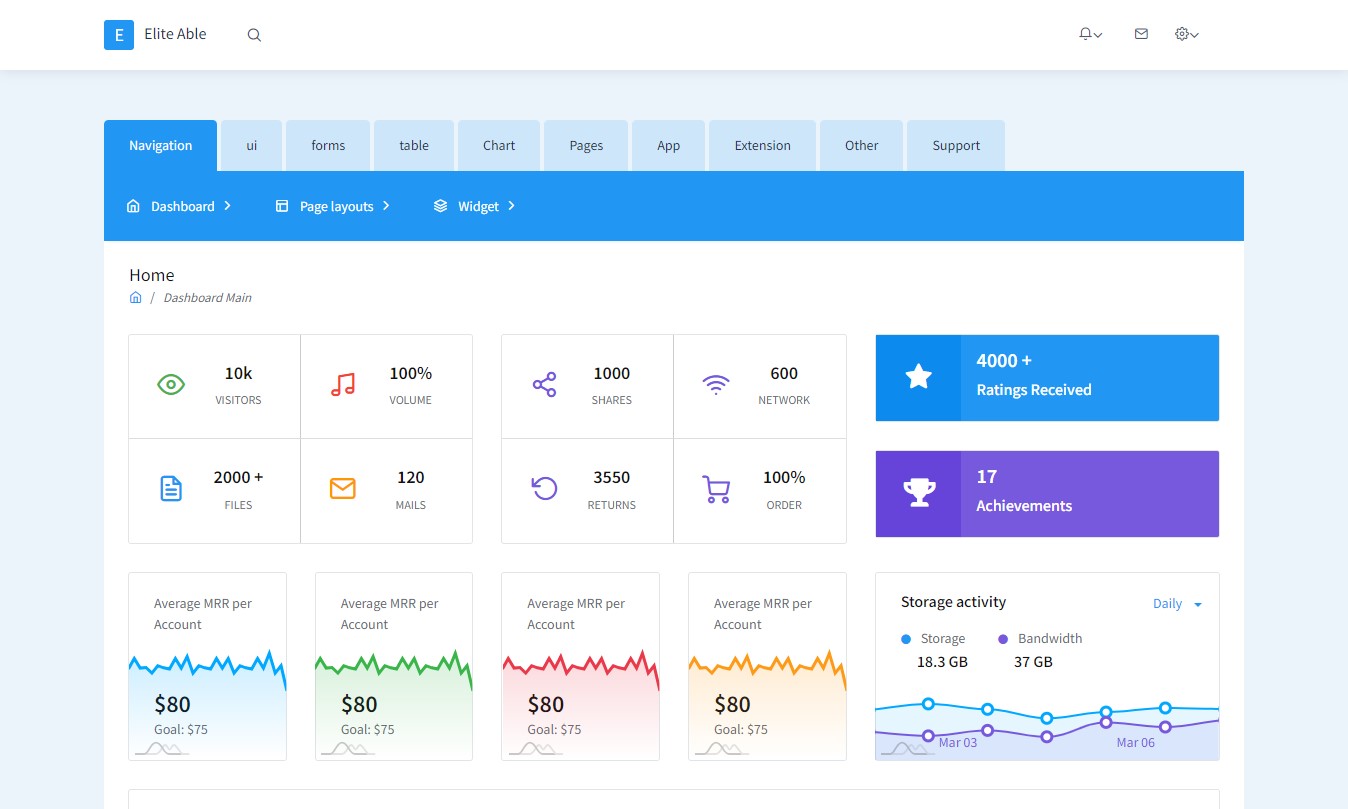 E Elite Able
Navigation ui forms table Chart Pages App Extension Other Support
Dashboard Page layouts Widget
Home
/ Dashboard Main
10k
VISITORS
100%
VOLUME
2000 +
FILES
120
MAILS
1000
SHARES
600
NETWORK
3550
RETURNS
100%
ORDER
4000 +
Ratings Received
17
Achievements
Average MRR per
Account
$80
Goal: $75
Average MRR per
Account
$80
Goal: $75
Average MRR per
Account
$80
Goal: $75
Average MRR per
Account
$80
Goal: $75
Storage activity Daily
Storage Bandwidth
18.3 GB 37 GB
Mar 03 Mar 06